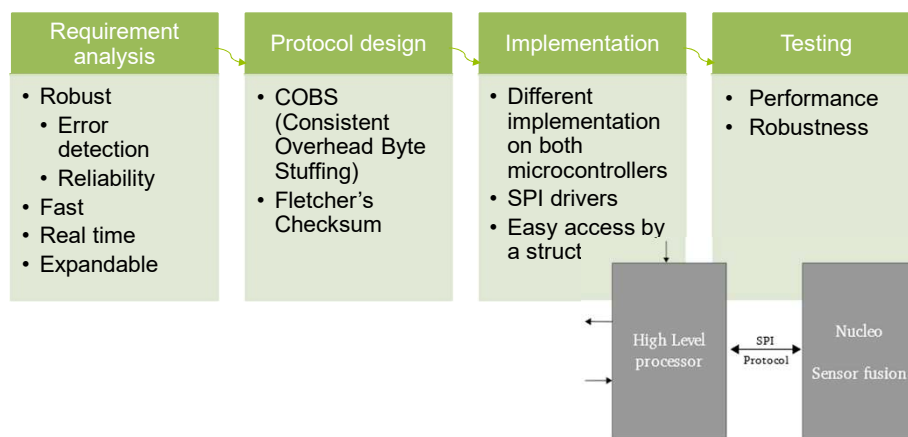 Requirement
analysis
• Robust
• Error
detection
• Reliability
• Fast
• Real time
• Expandable
Protocol design
• COBS
(Consistent
Overhead Byte
Stuffing)
• Fletcher’s
Checksum
Implementation
• Different
implementation
on both
microcontrollers
• SPI drivers
• Easy access by
a struct
Testing
• Performance
• Robustness
High Level
processor
SPI
Protocol
Nucleo
Sensor fusion